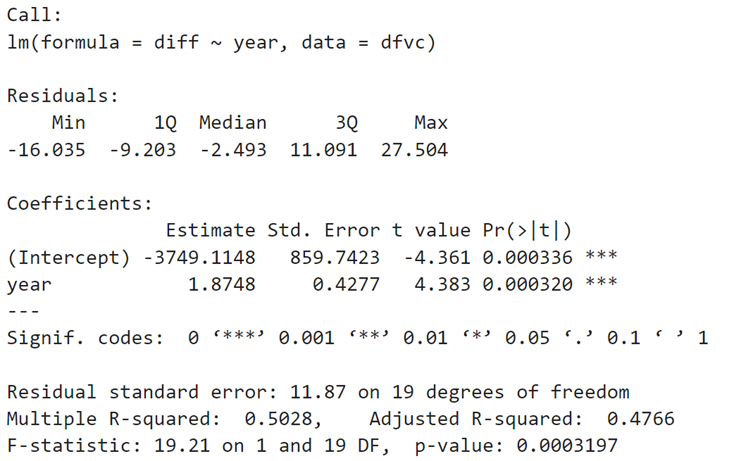 Call:
lm(formula = diff ~ year, data = dfvc)
Residuals:
    Min      1Q  Median      3Q     Max
-16.035  -9.203  -2.493  11.091  27.504
Coefficients:
              Estimate Std. Error t value Pr(>|t|)
(Intercept) -3749.1148   859.7423  -4.361 0.000336 ***
year            1.8748     0.4277   4.383 0.000320 ***
---
Signif. codes:  0 ‘***’ 0.001 ‘**’ 0.01 ‘*’ 0.05 ‘.’ 0.1 ‘ ’ 1
Residual standard error: 11.87 on 19 degrees of freedom
Multiple R-squared:  0.5028,    Adjusted R-squared:  0.4766
F-statistic: 19.21 on 1 and 19 DF,  p-value: 0.0003197